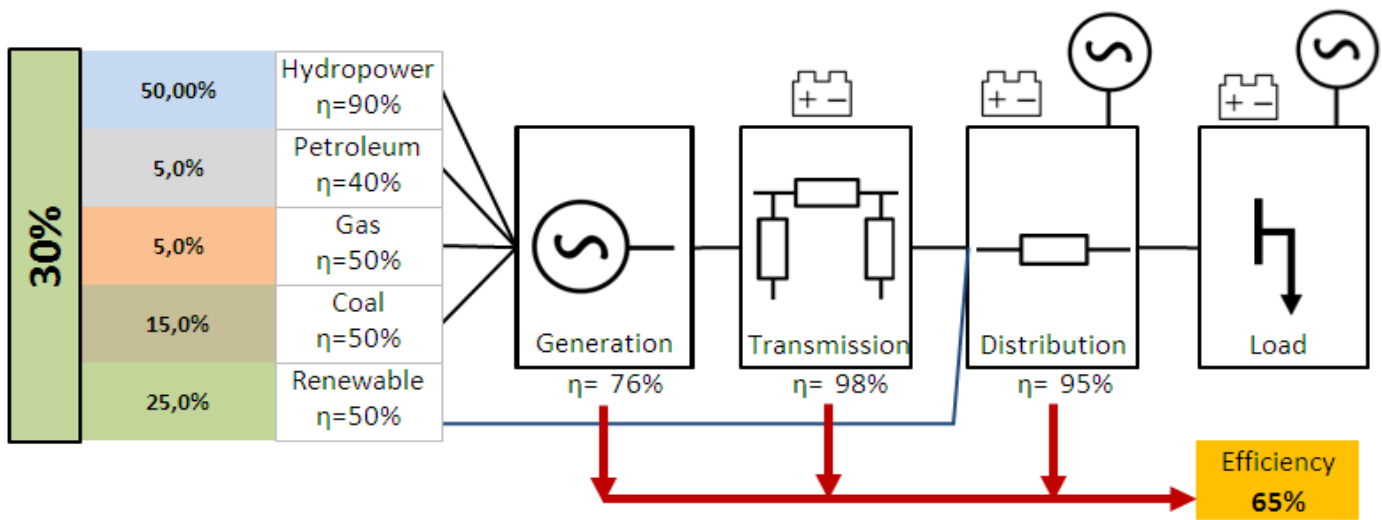 30%
50,00%
Hydropower
η=90%
5,0%
Petroleum
η=40%
5,0%
Gas
η=50%
15,0%
Coal
η=50%
25,0%
Renewable
η=50%
+ −
+ −
+ −
Generation
Transmission
Distribution
Load
η= 76%
η= 98%
η= 95%
Efficiency
65%